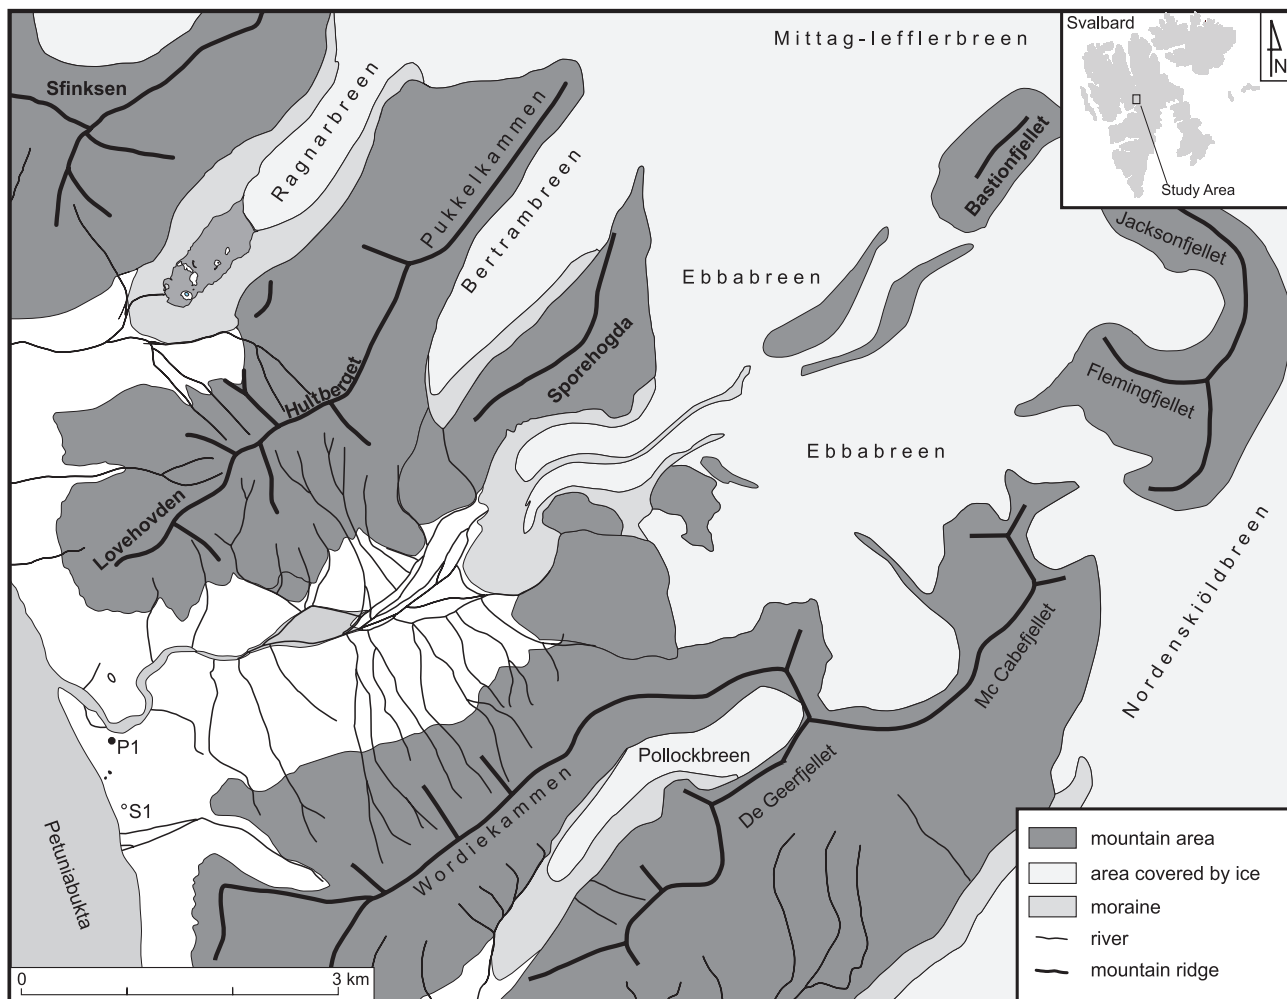 Mittag-lefflerbreen
Svalbard
N
Study Area
Sfinksen
Ragnarbreen
Pukkelkammen
Bertrambreen
Bastionfjellet
Jacksonfjellet
Ebbabreen
Sporehogda
Hultberget
Flemingfjellet
Ebbabreen
Lovehovden
Nordenskiöldbreen
Mc Cabefjellet
P1
Pollockbreen
De Geerfjellet
°S1
Wordiekammen
Petuniabukta
mountain area
area covered by ice
moraine
river
mountain ridge
0 3 km